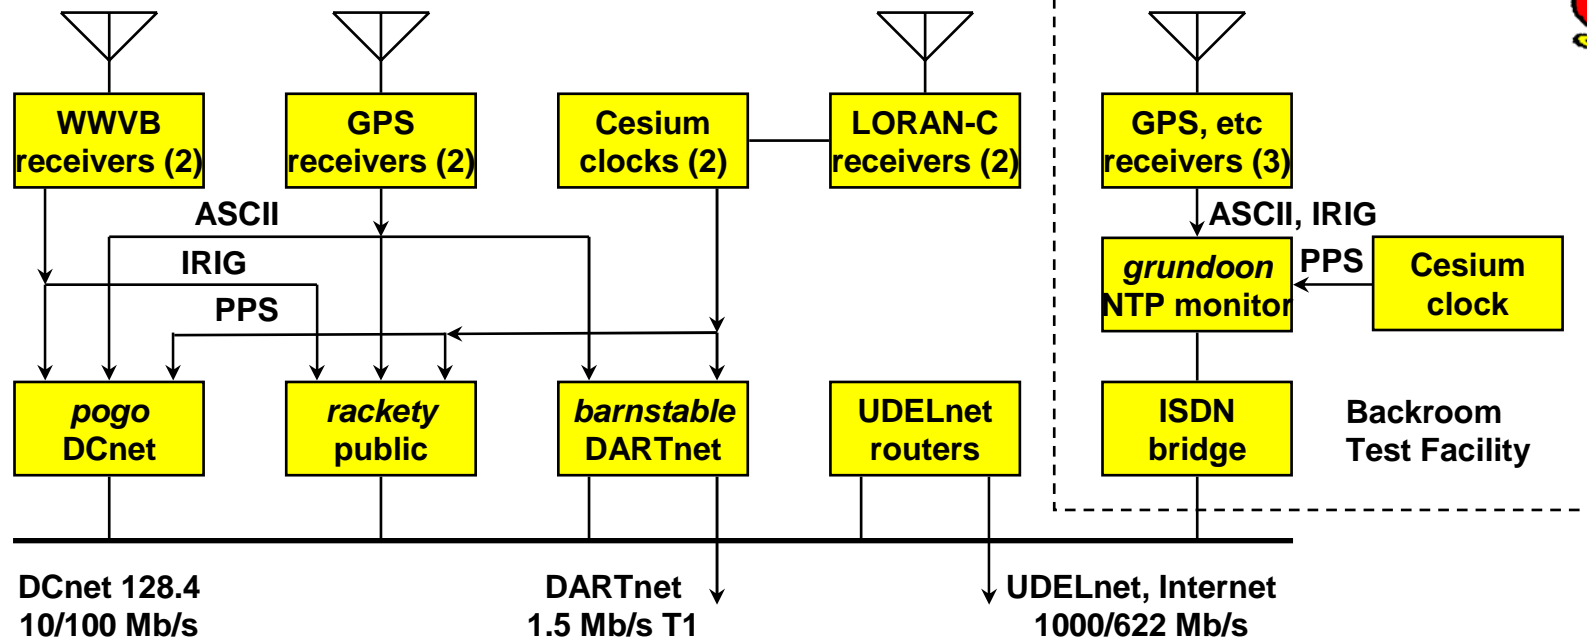 WWVB
receivers (2)
GPS
receivers (2)
Cesium
clocks (2)
LORAN-C
receivers (2)
GPS, etc
receivers (3)
ASCII
ASCII, IRIG
IRIG
PPS
grundoon
NTP monitor
PPS
Cesium
clock
pogo
DCnet
rackety
public
barnstable
DARTnet
UDELnet
routers
ISDN
bridge
Backroom
Test Facility
DCnet 128.4
10/100 Mb/s
DARTnet
1.5 Mb/s T1
UDELnet, Internet
1000/622 Mb/s